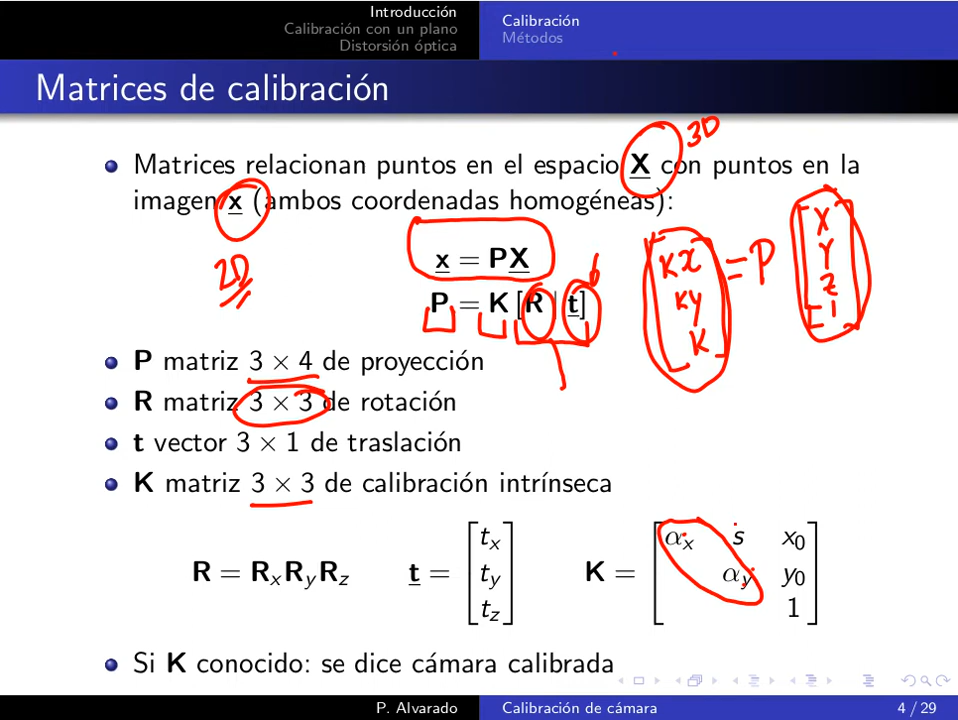 Introducción
Calibración con un plano
Distorsión óptica
Calibración
Métodos
Matrices de calibración
3D
Matrices relacionan puntos en el espacio X con puntos en la
imagen x (ambos coordenadas homogéneas):
2D
x = PX
P = K [R | t]
6
[kx ky k] = P [X Y Z 1]
P matriz 3 × 4 de proyección
R matriz 3 × 3 de rotación
t vector 3 × 1 de traslación
K matriz 3 × 3 de calibración intrínseca
R = RxRyRz t = [tx ty tz] K = [αx s x0 αy y0 1]
Si K conocido: se dice cámara calibrada
P. Alvarado Calibración de cámara 4 / 29